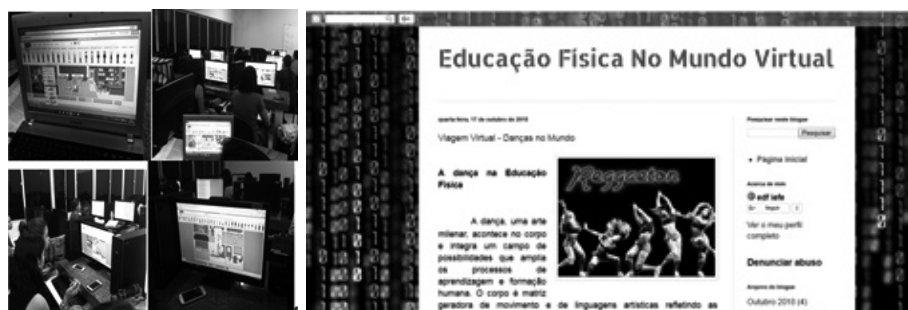 Educação Física No Mundo Virtual
quarta-feira, 17 de outubro de 2018
Viagem Virtual - Danças no Mundo
A dança na Educação
Física
Reggaeton
A dança, uma arte
milenar, acontece no corpo
e integra um campo de
possibilidades que amplia
os processos de
aprendizagem e formação
humana. O corpo é matriz
geradora de movimento e de linguagens artísticas refletindo as
Pesquisar neste blogue
Pesquisar
Página inicial
Acerca de mim
edf iefe
Ver o meu perfil
completo
Denunciar abuso
Arquivo do blogue
Outubro 2018 (4)